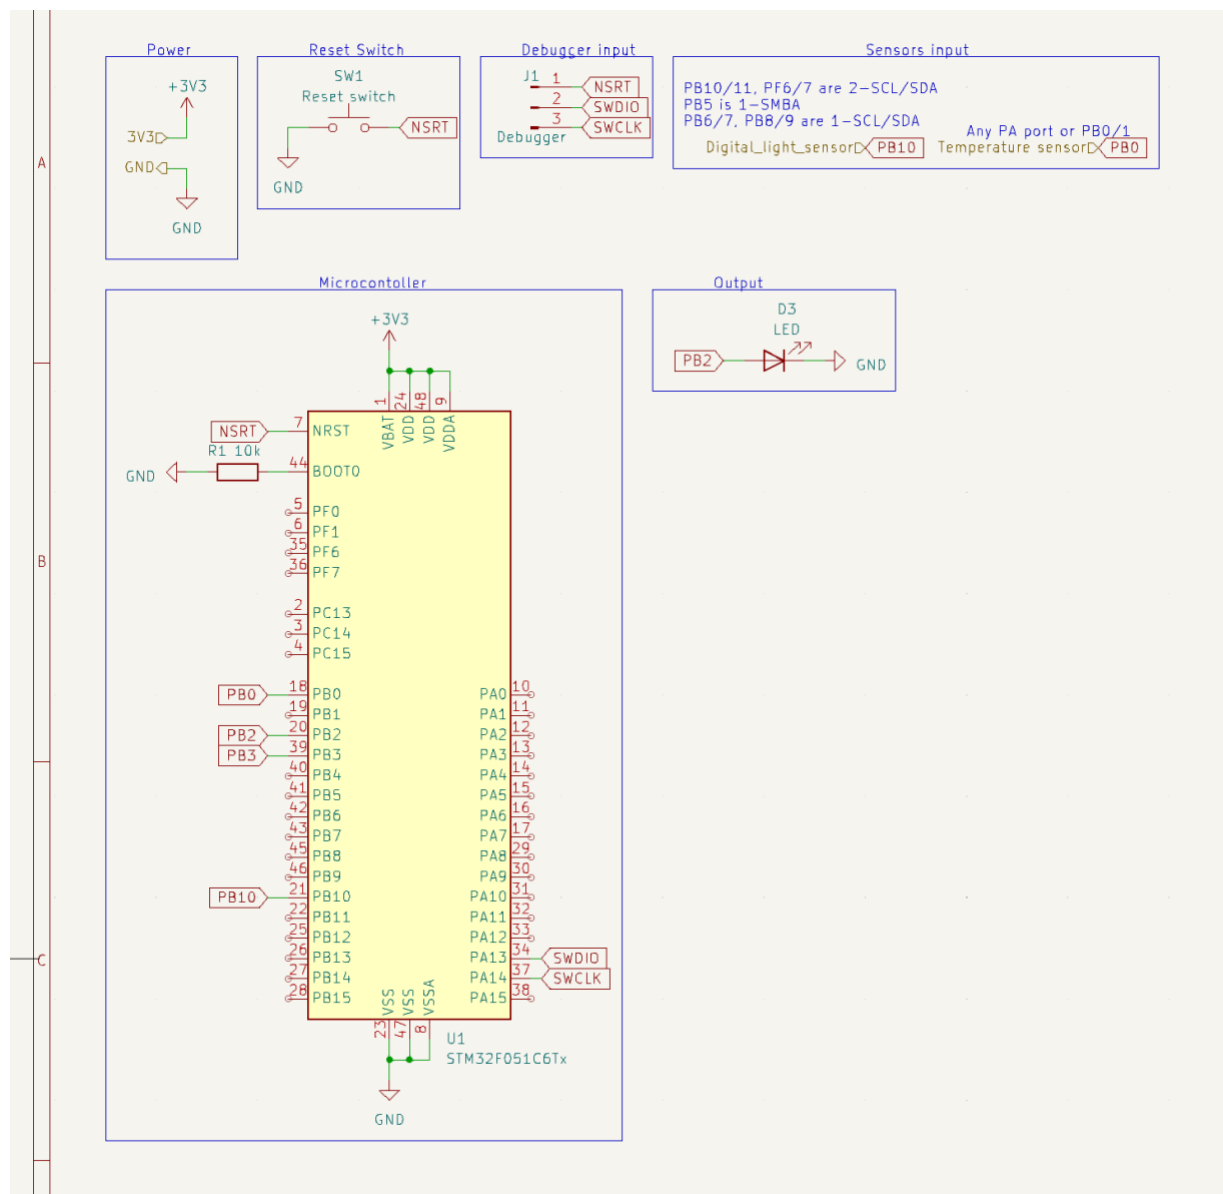 Power
+3V3
3V3
GND
GND
Reset Switch
SW1
Reset switch
NSRT
GND
Debugger input
J1
1
NSRT
2
SWDIO
3
SWCLK
Debugger
Sensors input
PB10/11, PF6/7 are 2-SCL/SDA
PB5 is 1-SMBA
PB6/7, PB8/9 are 1-SCL/SDA
Any PA port or PB0/1
Digital_light_sensor PB10 Temperature sensor PB0
A
Microcontoller
+3V3
1 24 48 9
VBAT VDD VDD VDDA
NSRT 7 NRST
R1 10k
GND 44 BOOT0
5 PF0
6 PF1
35 PF6
36 PF7
2 PC13
3 PC14
4 PC15
PB0 18 PB0 PA0 10
19 PB1 PA1 11
PB2 20 PB2 PA2 12
PB3 39 PB3 PA3 13
40 PB4 PA4 14
41 PB5 PA5 15
42 PB6 PA6 16
43 PB7 PA7 17
45 PB8 PA8 29
46 PB9 PA9 30
PB10 21 PB10 PA10 31
22 PB11 PA11 32
25 PB12 PA12 33
26 PB13 PA13 34 SWDIO
27 PB14 PA14 37 SWCLK
28 PB15 PA15 38
VSS VSS VSSA
23 47 8
U1
STM32F051C6Tx
GND
Output
D3
LED
PB2
GND
B
C